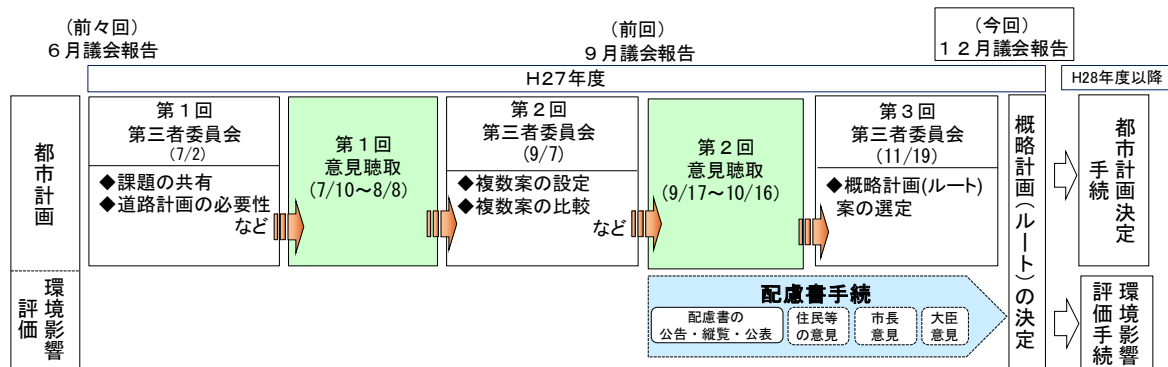 (前々回)
６月議会報告
(前回)
９月議会報告
(今回)
１２月議会報告
H27年度
H28年度以降
都市計画
第１回
第三者委員会
(7/2)
◆課題の共有
◆道路計画の必要性
など
第１回
意見聴取
(7/10～8/8)
第２回
第三者委員会
(9/7)
◆複数案の設定
◆複数案の比較
など
第２回
意見聴取
(9/17～10/16)
第３回
第三者委員会
(11/19)
◆概略計画(ルート)
案の選定
概略計画(ルート)の決定
都市計画決定
手続
環境影響
評価
配慮書手続
配慮書の
公告・縦覧・公表
住民等
の意見
市長
意見
大臣
意見
環境影響
評価手続